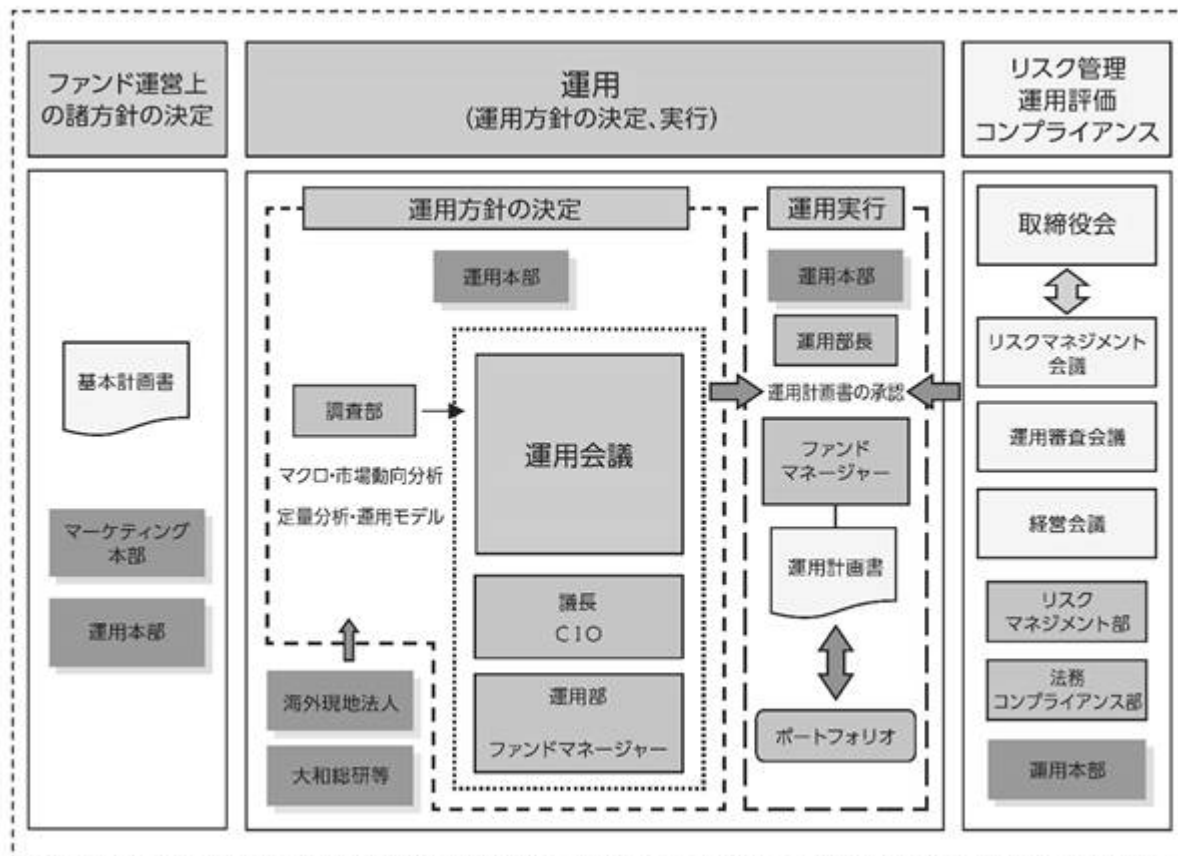 ファンド運営上
の諸方針の決定
運用
(運用方針の決定、実行)
リスク管理
運用評価
コンプライアンス
基本計画書
マーケティング
本部
運用本部
運用方針の決定
運用本部
調査部
マクロ・市場動向分析
定量分析・運用モデル
運用会議
議長
CIO
運用部
ファンドマネージャー
海外現地法人
大和総研等
運用実行
運用本部
運用部長
運用計画書の承認
ファンド
マネージャー
運用計画書
ポートフォリオ
取締役会
リスクマネジメント
会議
運用審査会議
経営会議
リスク
マネジメント部
法務
コンプライアンス部
運用本部